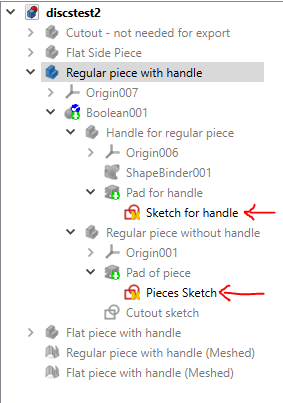 discstest2
Cutout - not needed for export
Flat Side Piece
Regular piece with handle
Origin007
Boolean001
Handle for regular piece
Origin006
ShapeBinder001
Pad for handle
Sketch for handle
Regular piece without handle
Origin001
Pad of piece
Pieces Sketch
Cutout sketch
Flat piece with handle
Regular piece with handle (Meshed)
Flat piece with handle (Meshed)